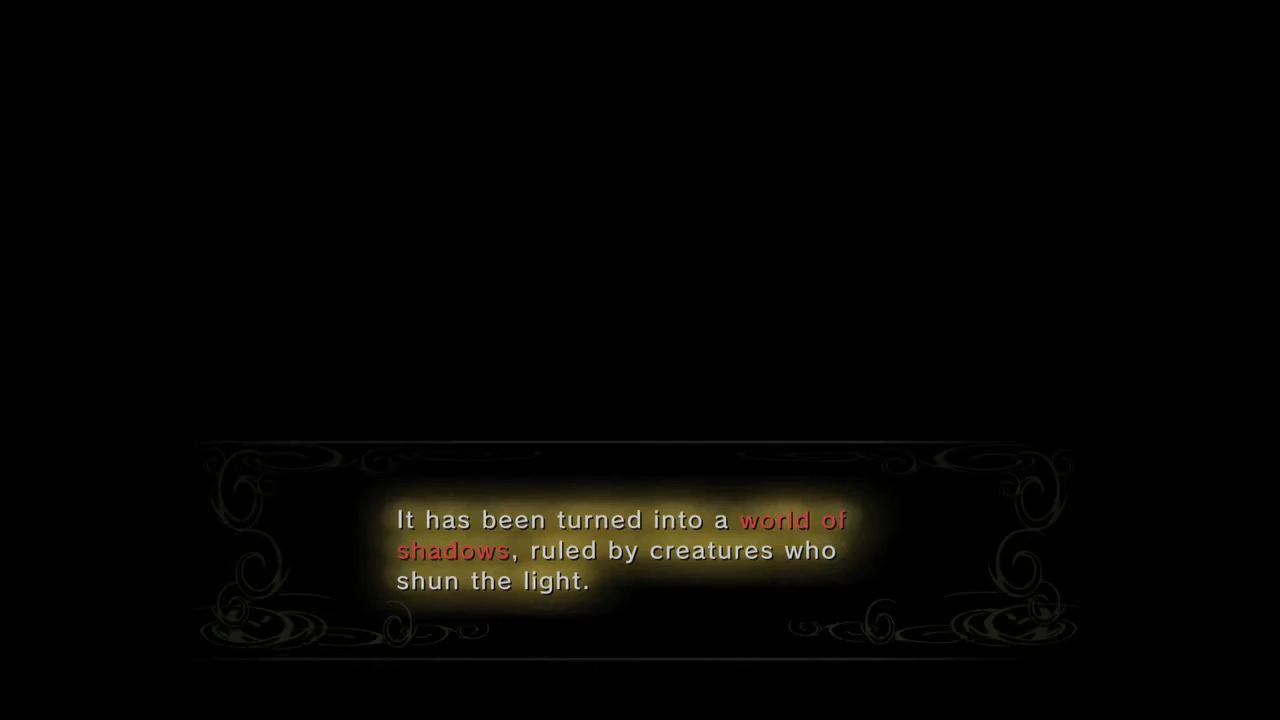 It has been turned into a world of
shadows, ruled by creatures who
shun the light.